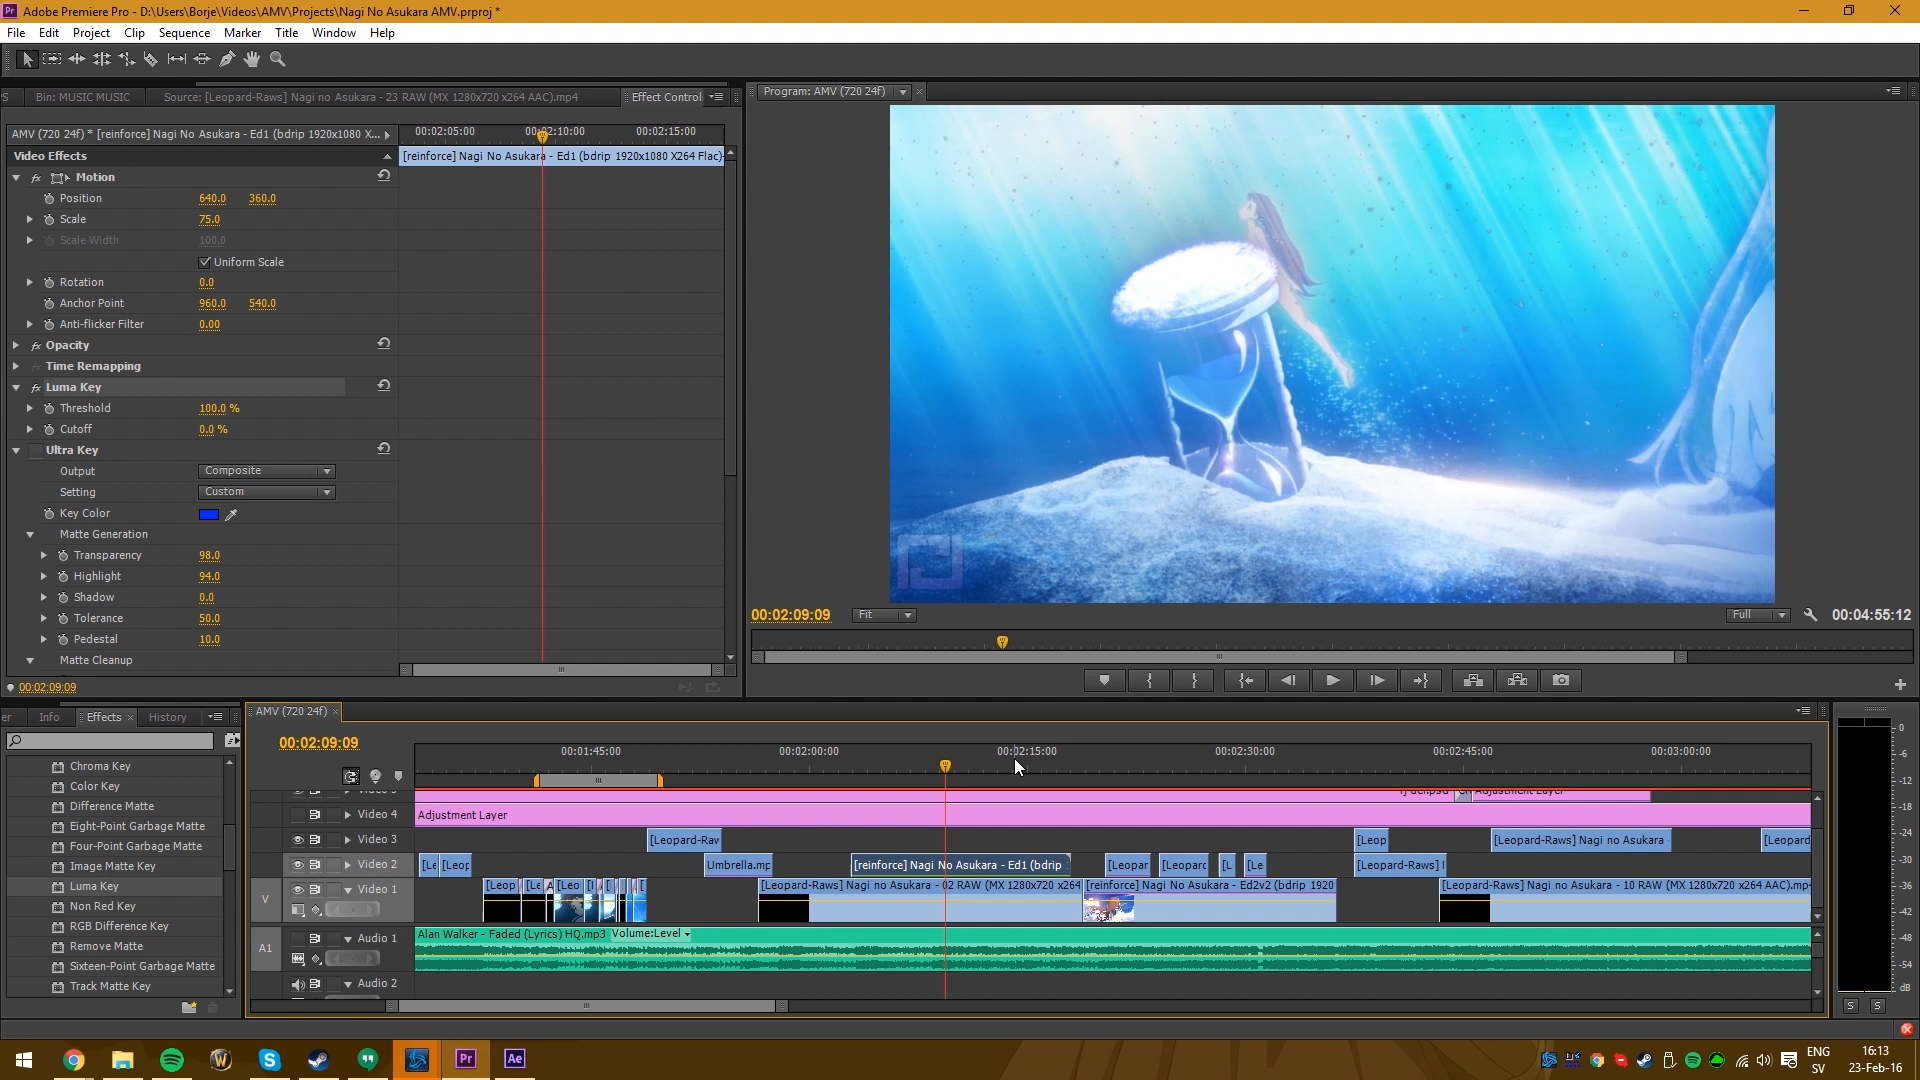 Adobe Premiere Pro - D:\Users\Borje\Videos\AMV\Projects\Nagi No Asukara AMV.prproj *
File Edit Project Clip Sequence Marker Title Window Help
Bin: MUSIC MUSIC
Source: [Leopard-Raws] Nagi no Asukara - 23 RAW (MX 1280x720 x264 AAC).mp4
Effect Control
Program: AMV (720 24f)
AMV (720 24f) * [reinforce] Nagi No Asukara - Ed1 (bdrip 1920x1080 X...
00:02:05:00 00:02:10:00 00:02:15:00
Video Effects
[reinforce] Nagi No Asukara - Ed1 (bdrip 1920x1080 X264 Flac)-
fx Motion
Position 640.0 360.0
Scale 75.0
Scale Width 100.0
Uniform Scale
Rotation 0.0
Anchor Point 960.0 540.0
Anti-flicker Filter 0.00
fx Opacity
Time Remapping
fx Luma Key
Threshold 100.0 %
Cutoff 0.0 %
Ultra Key
Output Composite
Setting Custom
Key Color
Matte Generation
Transparency 98.0
Highlight 94.0
Shadow 0.0
Tolerance 50.0
Pedestal 10.0
Matte Cleanup
00:02:09:09
00:02:09:09 Fit Full 00:04:55:12
Info Effects History
Chroma Key
Color Key
Difference Matte
Eight-Point Garbage Matte
Four-Point Garbage Matte
Image Matte Key
Luma Key
Non Red Key
RGB Difference Key
Remove Matte
Sixteen-Point Garbage Matte
Track Matte Key
AMV (720 24f)
00:02:09:09
00:01:45:00 00:02:00:00 00:02:15:00 00:02:30:00 00:02:45:00 00:03:00:00
Adjustment Layer
Video 4 Adjustment Layer
Video 3 [Leopard-Rav [Leop [Leopard-Raws] Nagi no Asukara [Leopard
Video 2 [Le [Leop Umbrella.mp [reinforce] Nagi No Asukara - Ed1 (bdrip [Leopar [Leopard [L [Le [Leopard-Raws]
V Video 1 [Leop [Le A [Leo [Leopard-Raws] Nagi no Asukara - 02 RAW (MX 1280x720 x264 [reinforce] Nagi No Asukara - Ed2v2 (bdrip 1920 [Leopard-Raws] Nagi no Asukara - 10 RAW (MX 1280x720 x264 AAC).mp
A1 Audio 1 Alan Walker - Faded (Lyrics) HQ.mp3 Volume:Level
Audio 2
0
-6
-12
-48
-54
dB
S S
Pr Ae
ENG
SV
16:13
23-Feb-16